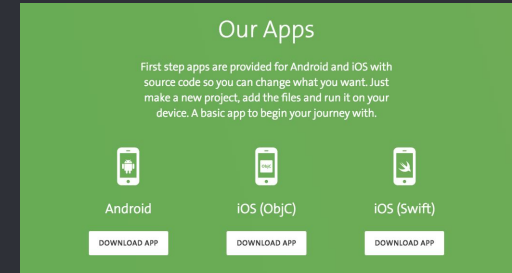 Our Apps
First step apps are provided for Android and iOS with
source code so you can change what you want. Just
make a new project, add the files and run it on your
device. A basic app to begin your journey with.
Android
iOS (ObjC)
iOS (Swift)
DOWNLOAD APP
DOWNLOAD APP
DOWNLOAD APP